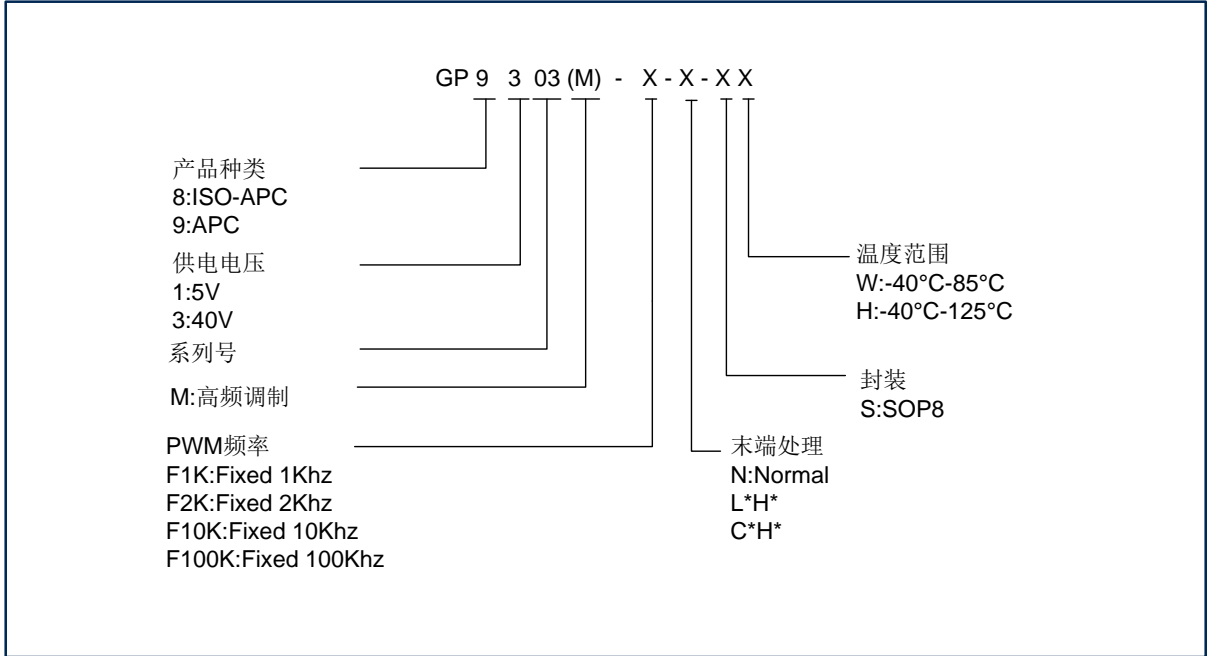 GP 9 3 03 (M) - X - X - X X
产品种类
8:ISO-APC
9:APC
供电电压
1:5V
3:40V
系列号
M:高频调制
PWM频率
F1K:Fixed 1Khz
F2K:Fixed 2Khz
F10K:Fixed 10Khz
F100K:Fixed 100Khz
温度范围
W:-40°C-85°C
H:-40°C-125°C
封装
S:SOP8
末端处理
N:Normal
L*H*
C*H*